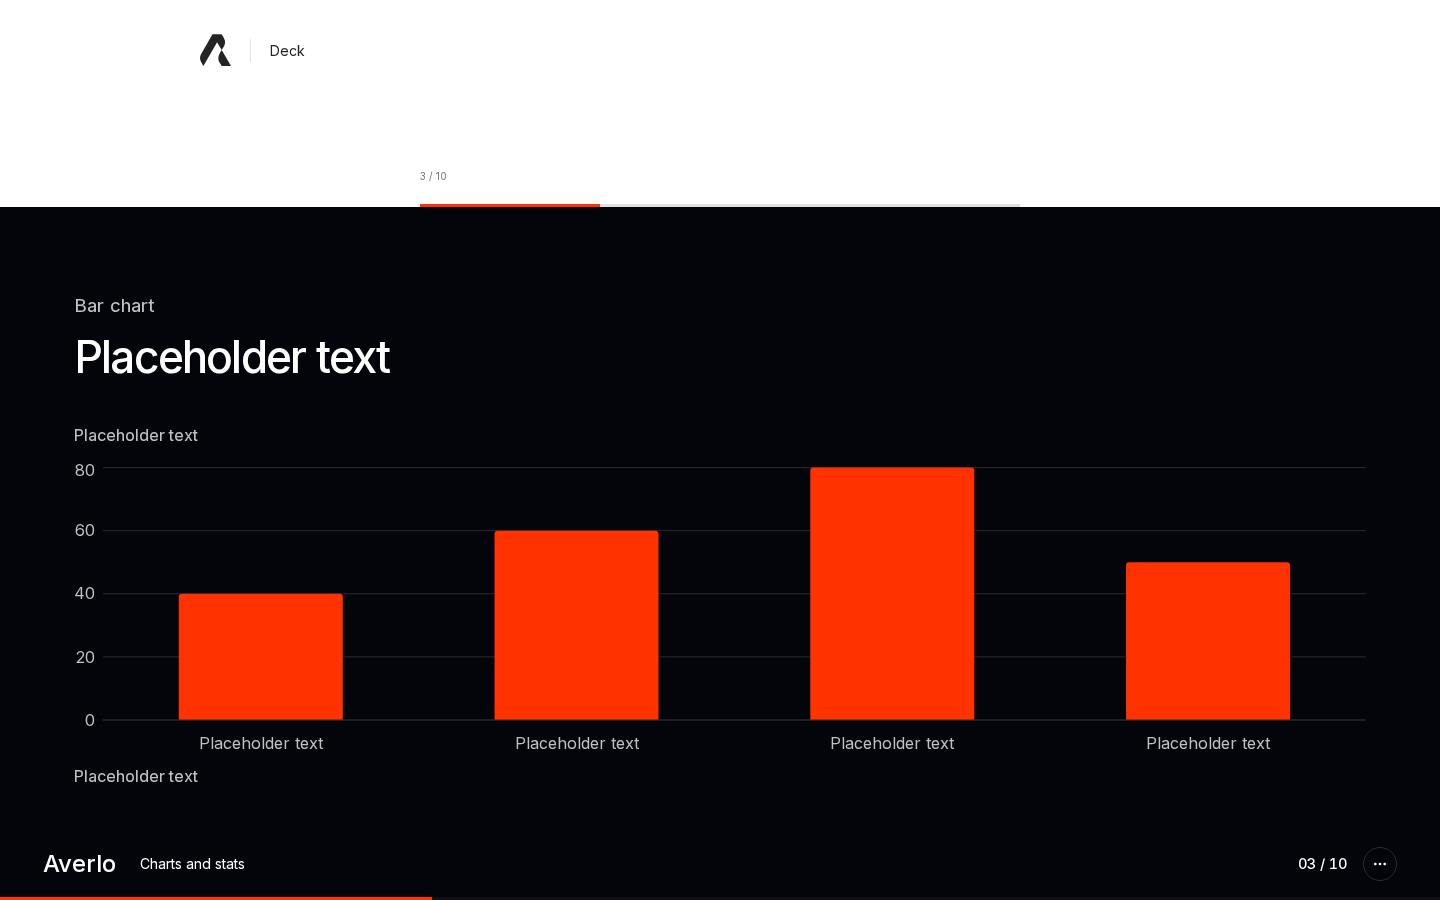 Deck
3 / 10
Bar chart
Placeholder text
Placeholder text
80
60
40
20
0
Placeholder text Placeholder text Placeholder text Placeholder text
Placeholder text
Averlo Charts and stats 03 / 10